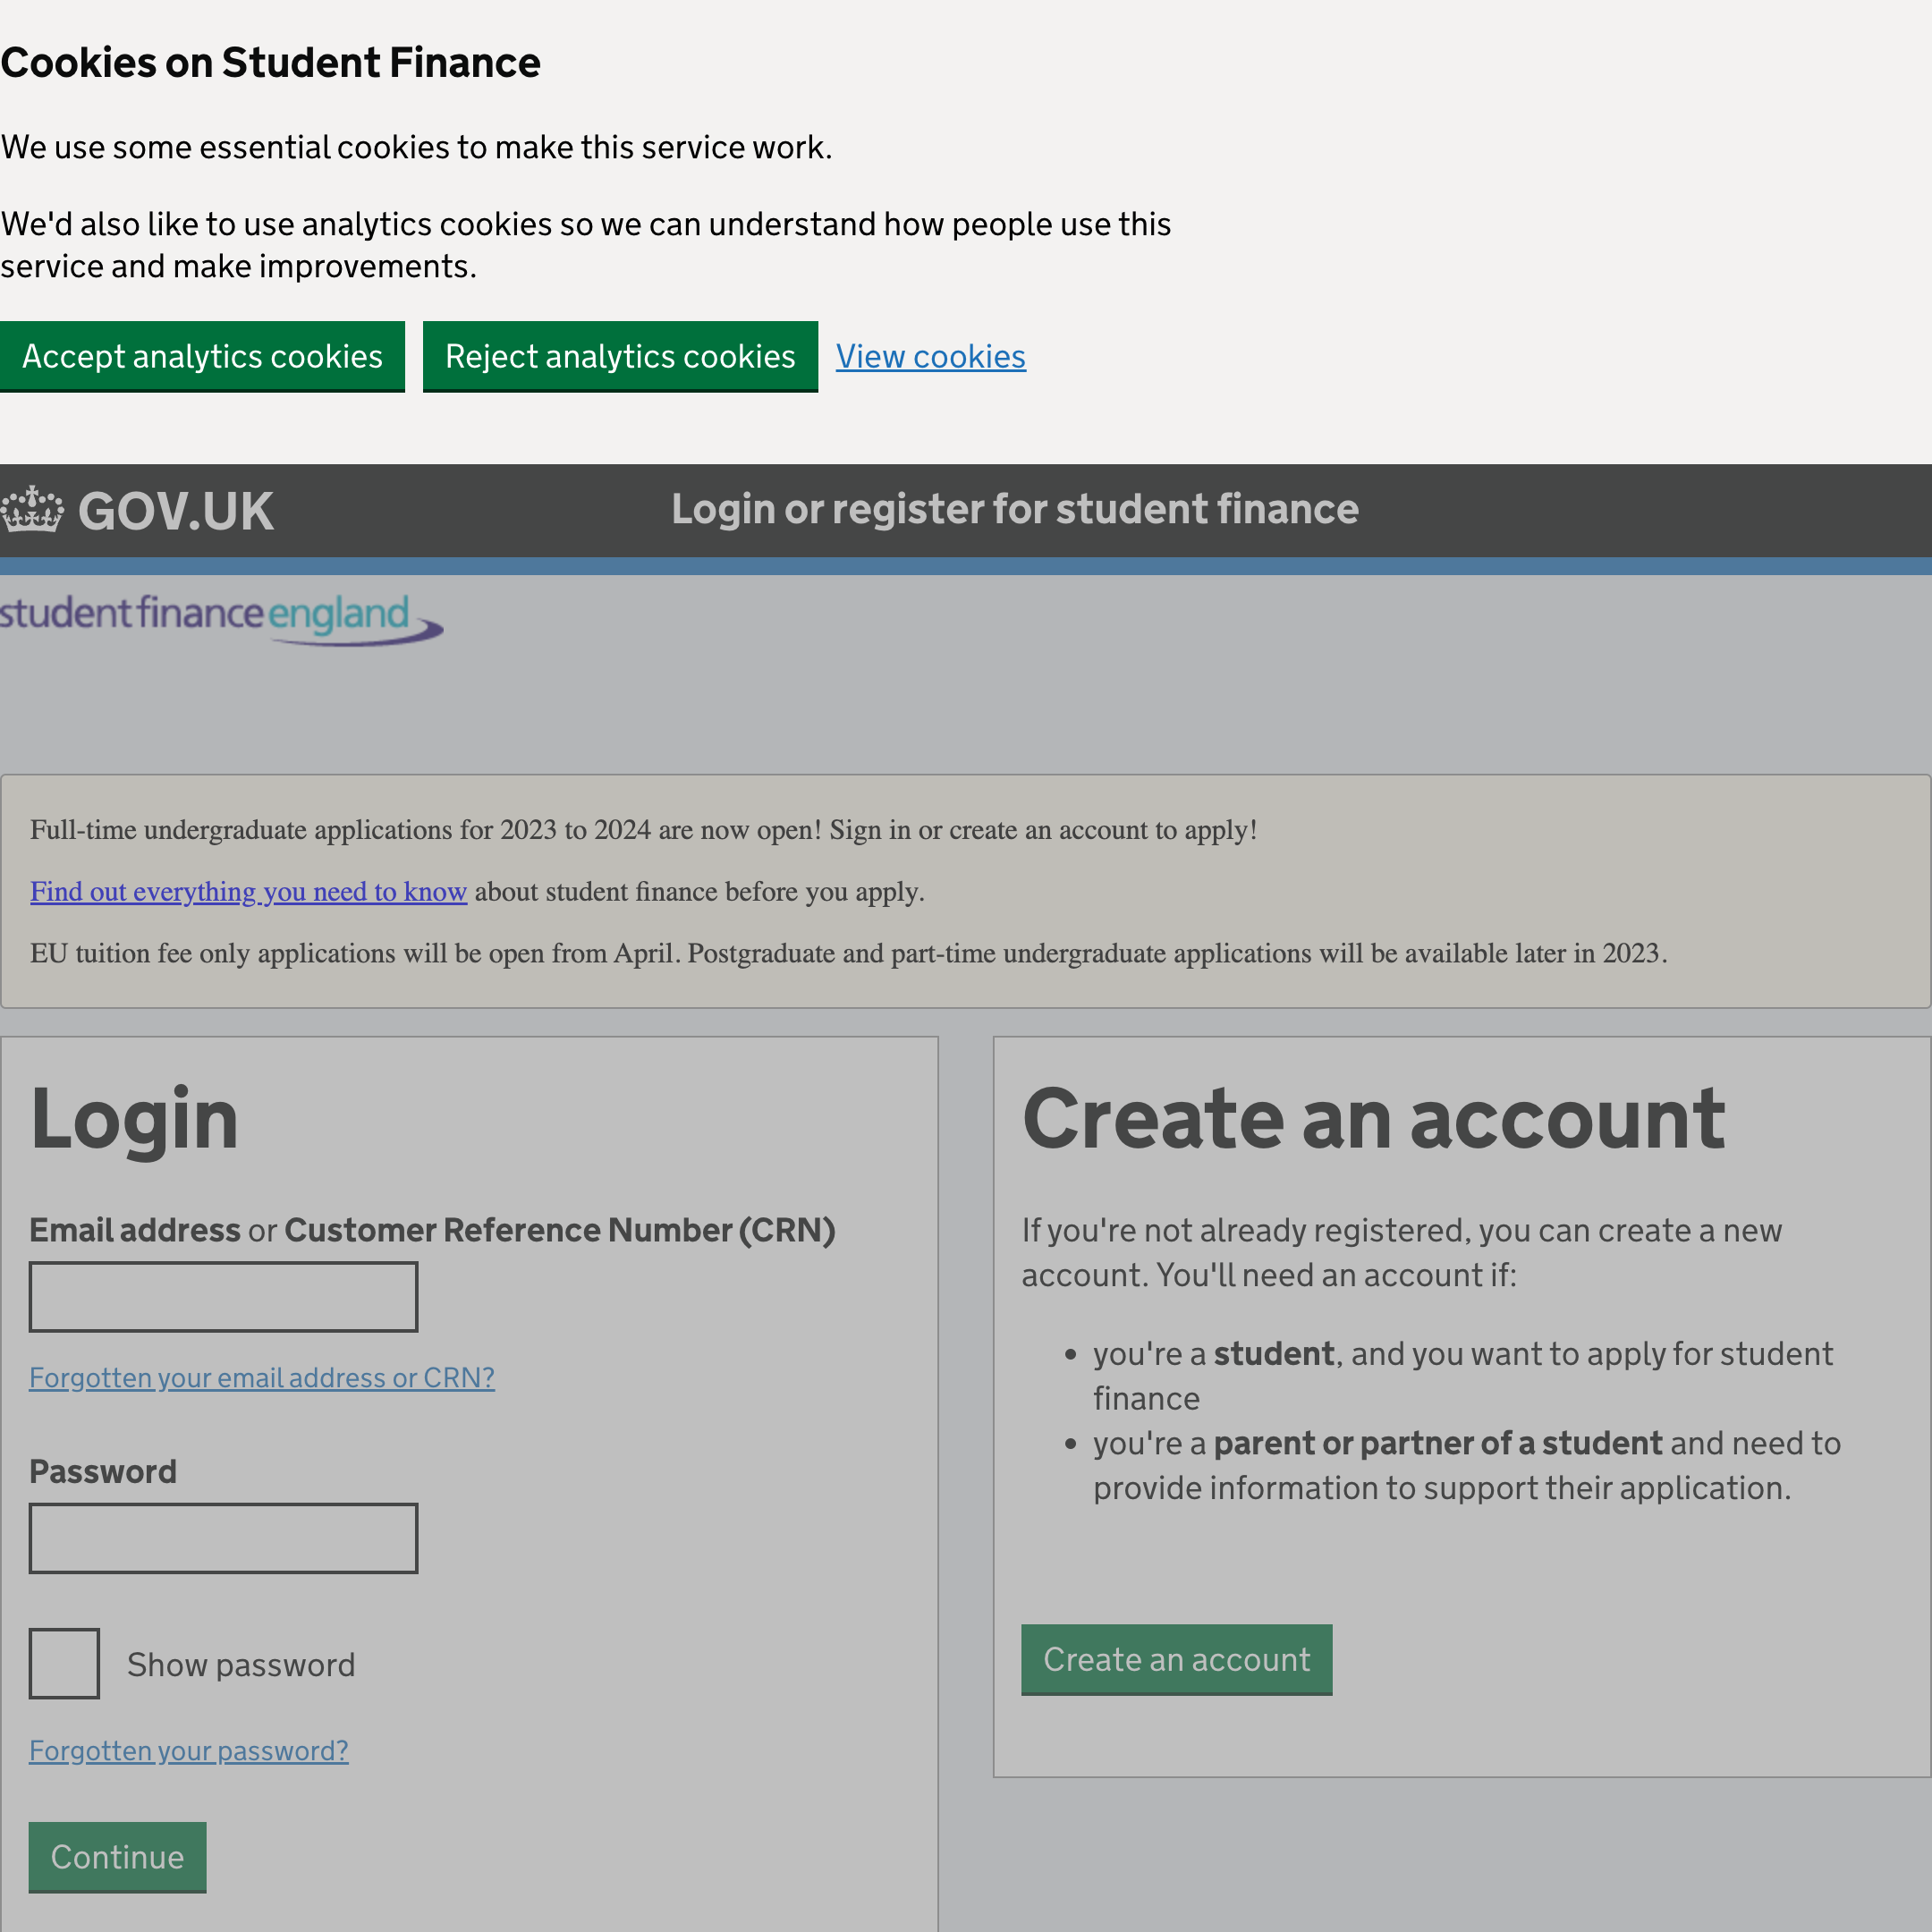 Cookies on Student Finance
We use some essential cookies to make this service work.
We'd also like to use analytics cookies so we can understand how people use this
service and make improvements.
Accept analytics cookies
Reject analytics cookies
View cookies
GOV.UK
Login or register for student finance
student finance england
Full-time undergraduate applications for 2023 to 2024 are now open! Sign in or create an account to apply!
Find out everything you need to know about student finance before you apply.
EU tuition fee only applications will be open from April. Postgraduate and part-time undergraduate applications will be available later in 2023.
Login
Email address or Customer Reference Number (CRN)
Forgotten your email address or CRN?
Password
Show password
Forgotten your password?
Continue
Create an account
If you're not already registered, you can create a new
account. You'll need an account if:
• you're a student, and you want to apply for student
finance
• you're a parent or partner of a student and need to
provide information to support their application.
Create an account